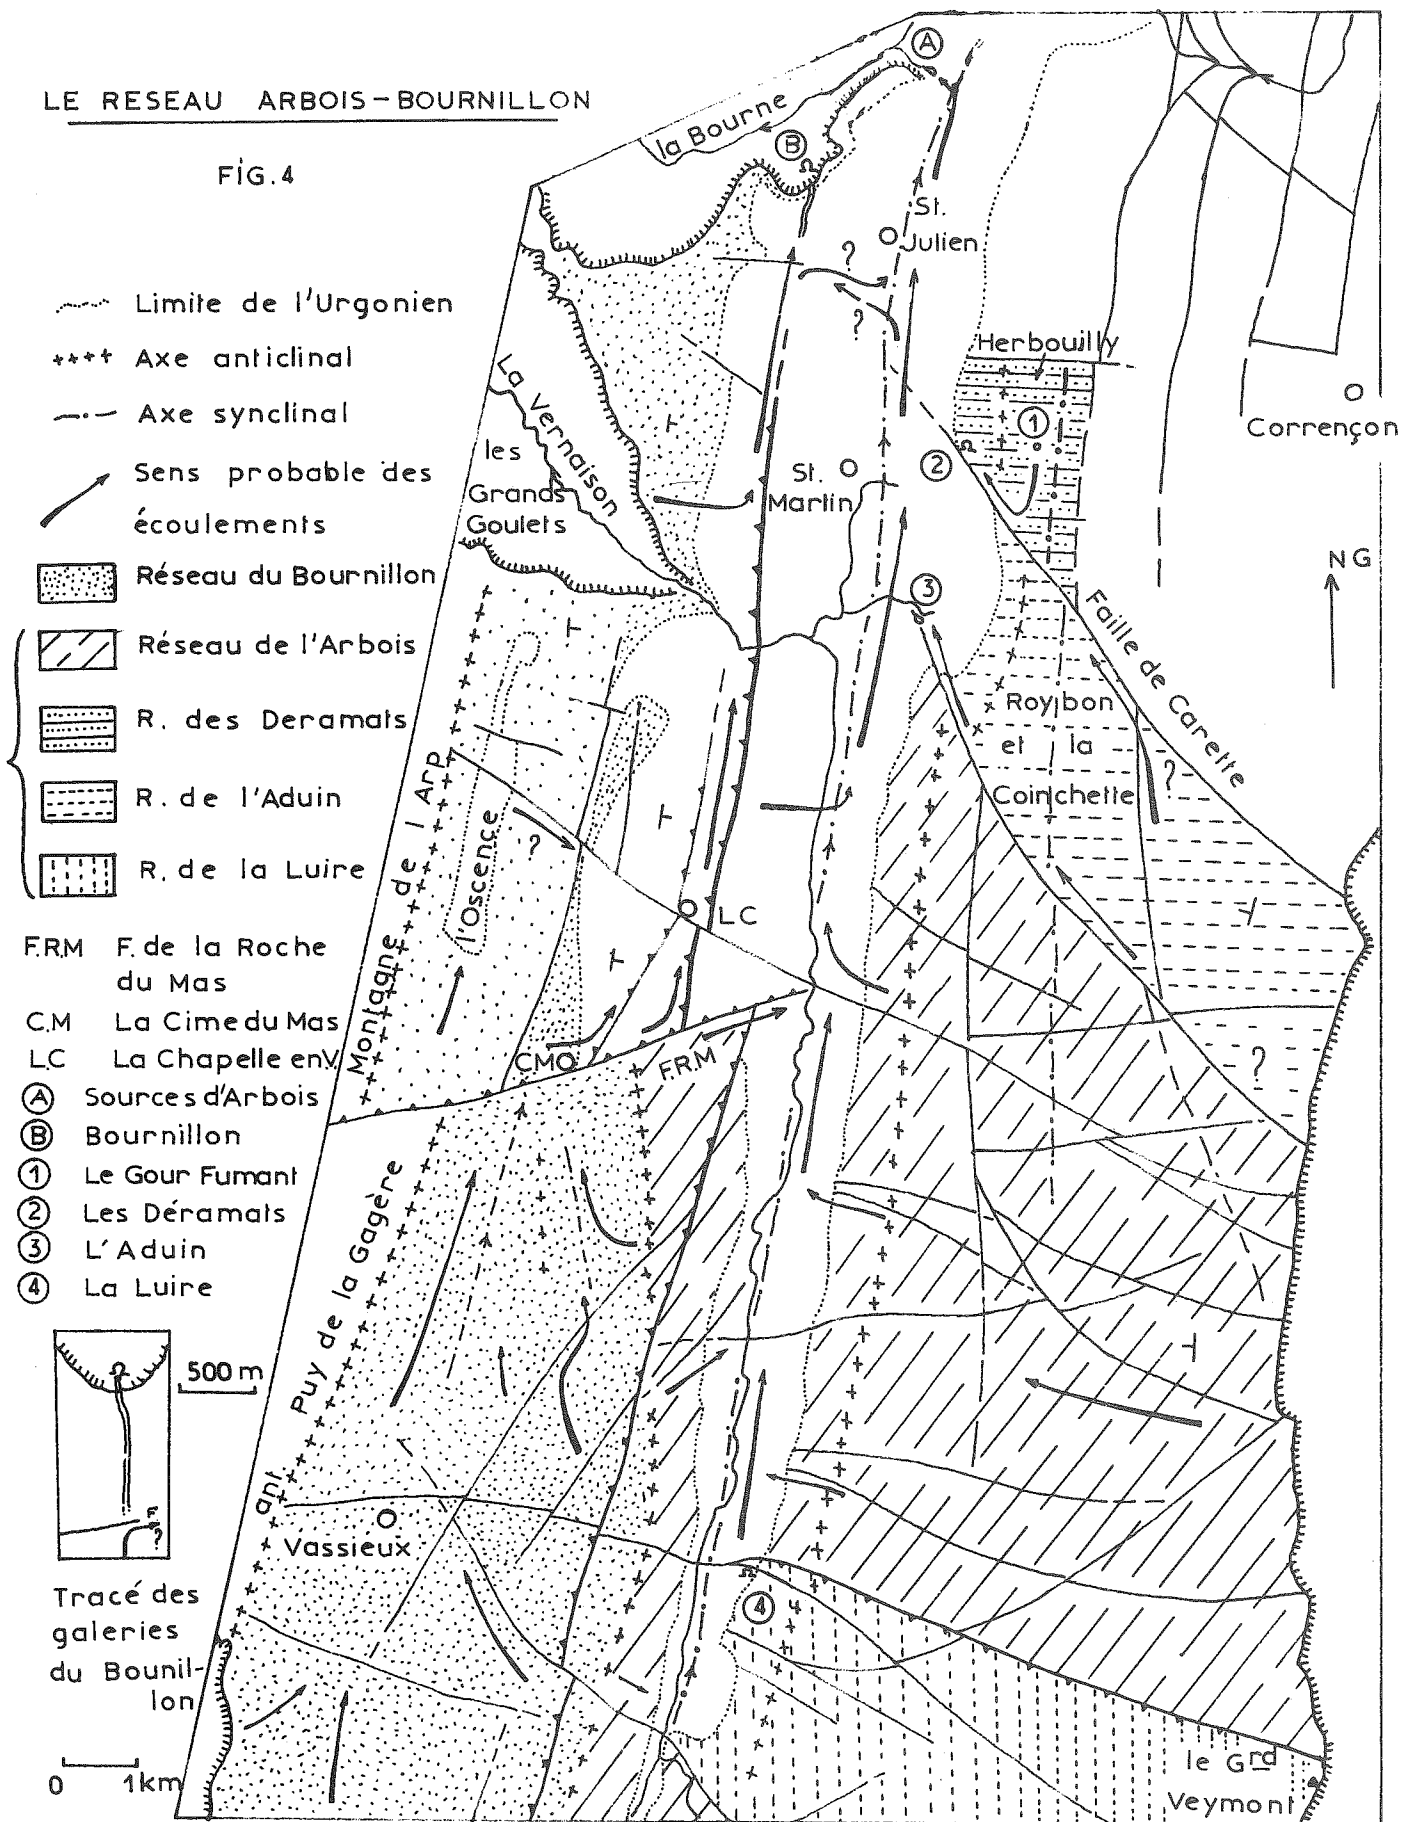 LE RESEAU ARBOIS-BOURNILLON
FIG.4
Limite de l'Urgonien
Axe anticlinal
Axe synclinal
Sens probable des
écoulements
Réseau du Bournillon
Réseau de l'Arbois
R. des Deramats
R. de l'Aduin
R. de la Luire
F.R.M F. de la Roche
du Mas
C.M La Cime du Mas
L.C La Chapelle en V.
A Sources d'Arbois
B Bournillon
1 Le Gour Fumant
2 Les Déramats
3 L'Aduin
4 La Luire
500 m
F
?
Tracé des
galeries
du Bounil-
lon
0 1km
A
la Bourne
B
St.
Julien
?
?
Herbouilly
1
Corrençon
La Vernaison
les
Grands
Goulets
St.
Martin
2
NG
3
Faille de Carette
Roybon
et la
Coinchette
?
Montagne de l Arp
l'Oscence
?
L.C
CM
F.R.M
?
Puy de la Gagère
ant
Vassieux
4
le Grd
Veymont